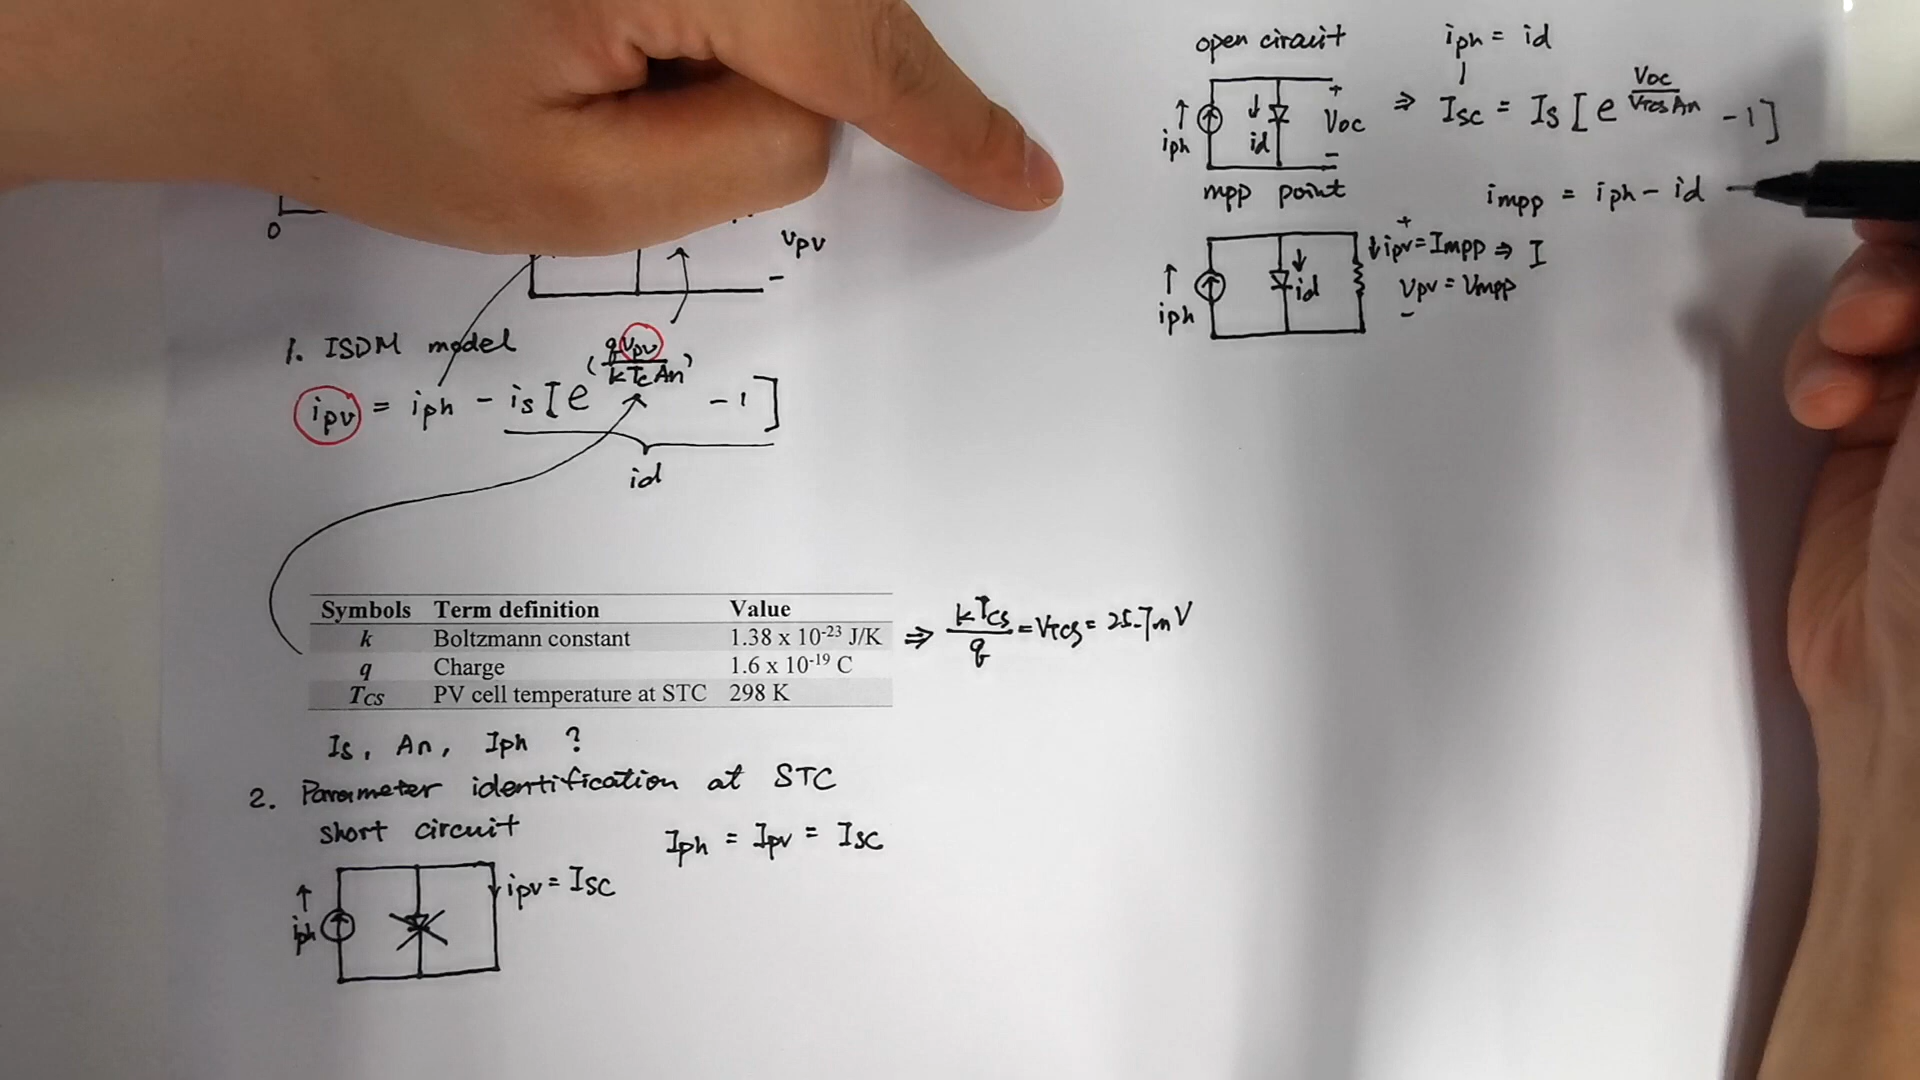 0
vpv
-
1. ISDM model
ipv = iph - is [e^(q vpv / k Tc An) - 1]
id
Symbols Term definition Value
k Boltzmann constant 1.38 x 10^-23 J/K
q Charge 1.6 x 10^-19 C
TCS PV cell temperature at STC 298 K
⇒ kTcs / q = VTcs = 25.7mV
Is, An, Iph ?
2. Parameter identification at STC
short circuit
Iph = Ipv = Isc
↑ iph
ipv = Isc
open circuit
iph = id
↑ iph
↓ id
+ Voc -
⇒ Isc = Is [e^(Voc / VTcs An) - 1]
mpp point
impp = iph - id
↑ iph
↓ id
+
↓ ipv = Impp ⇒ I
vpv = Vmpp
-